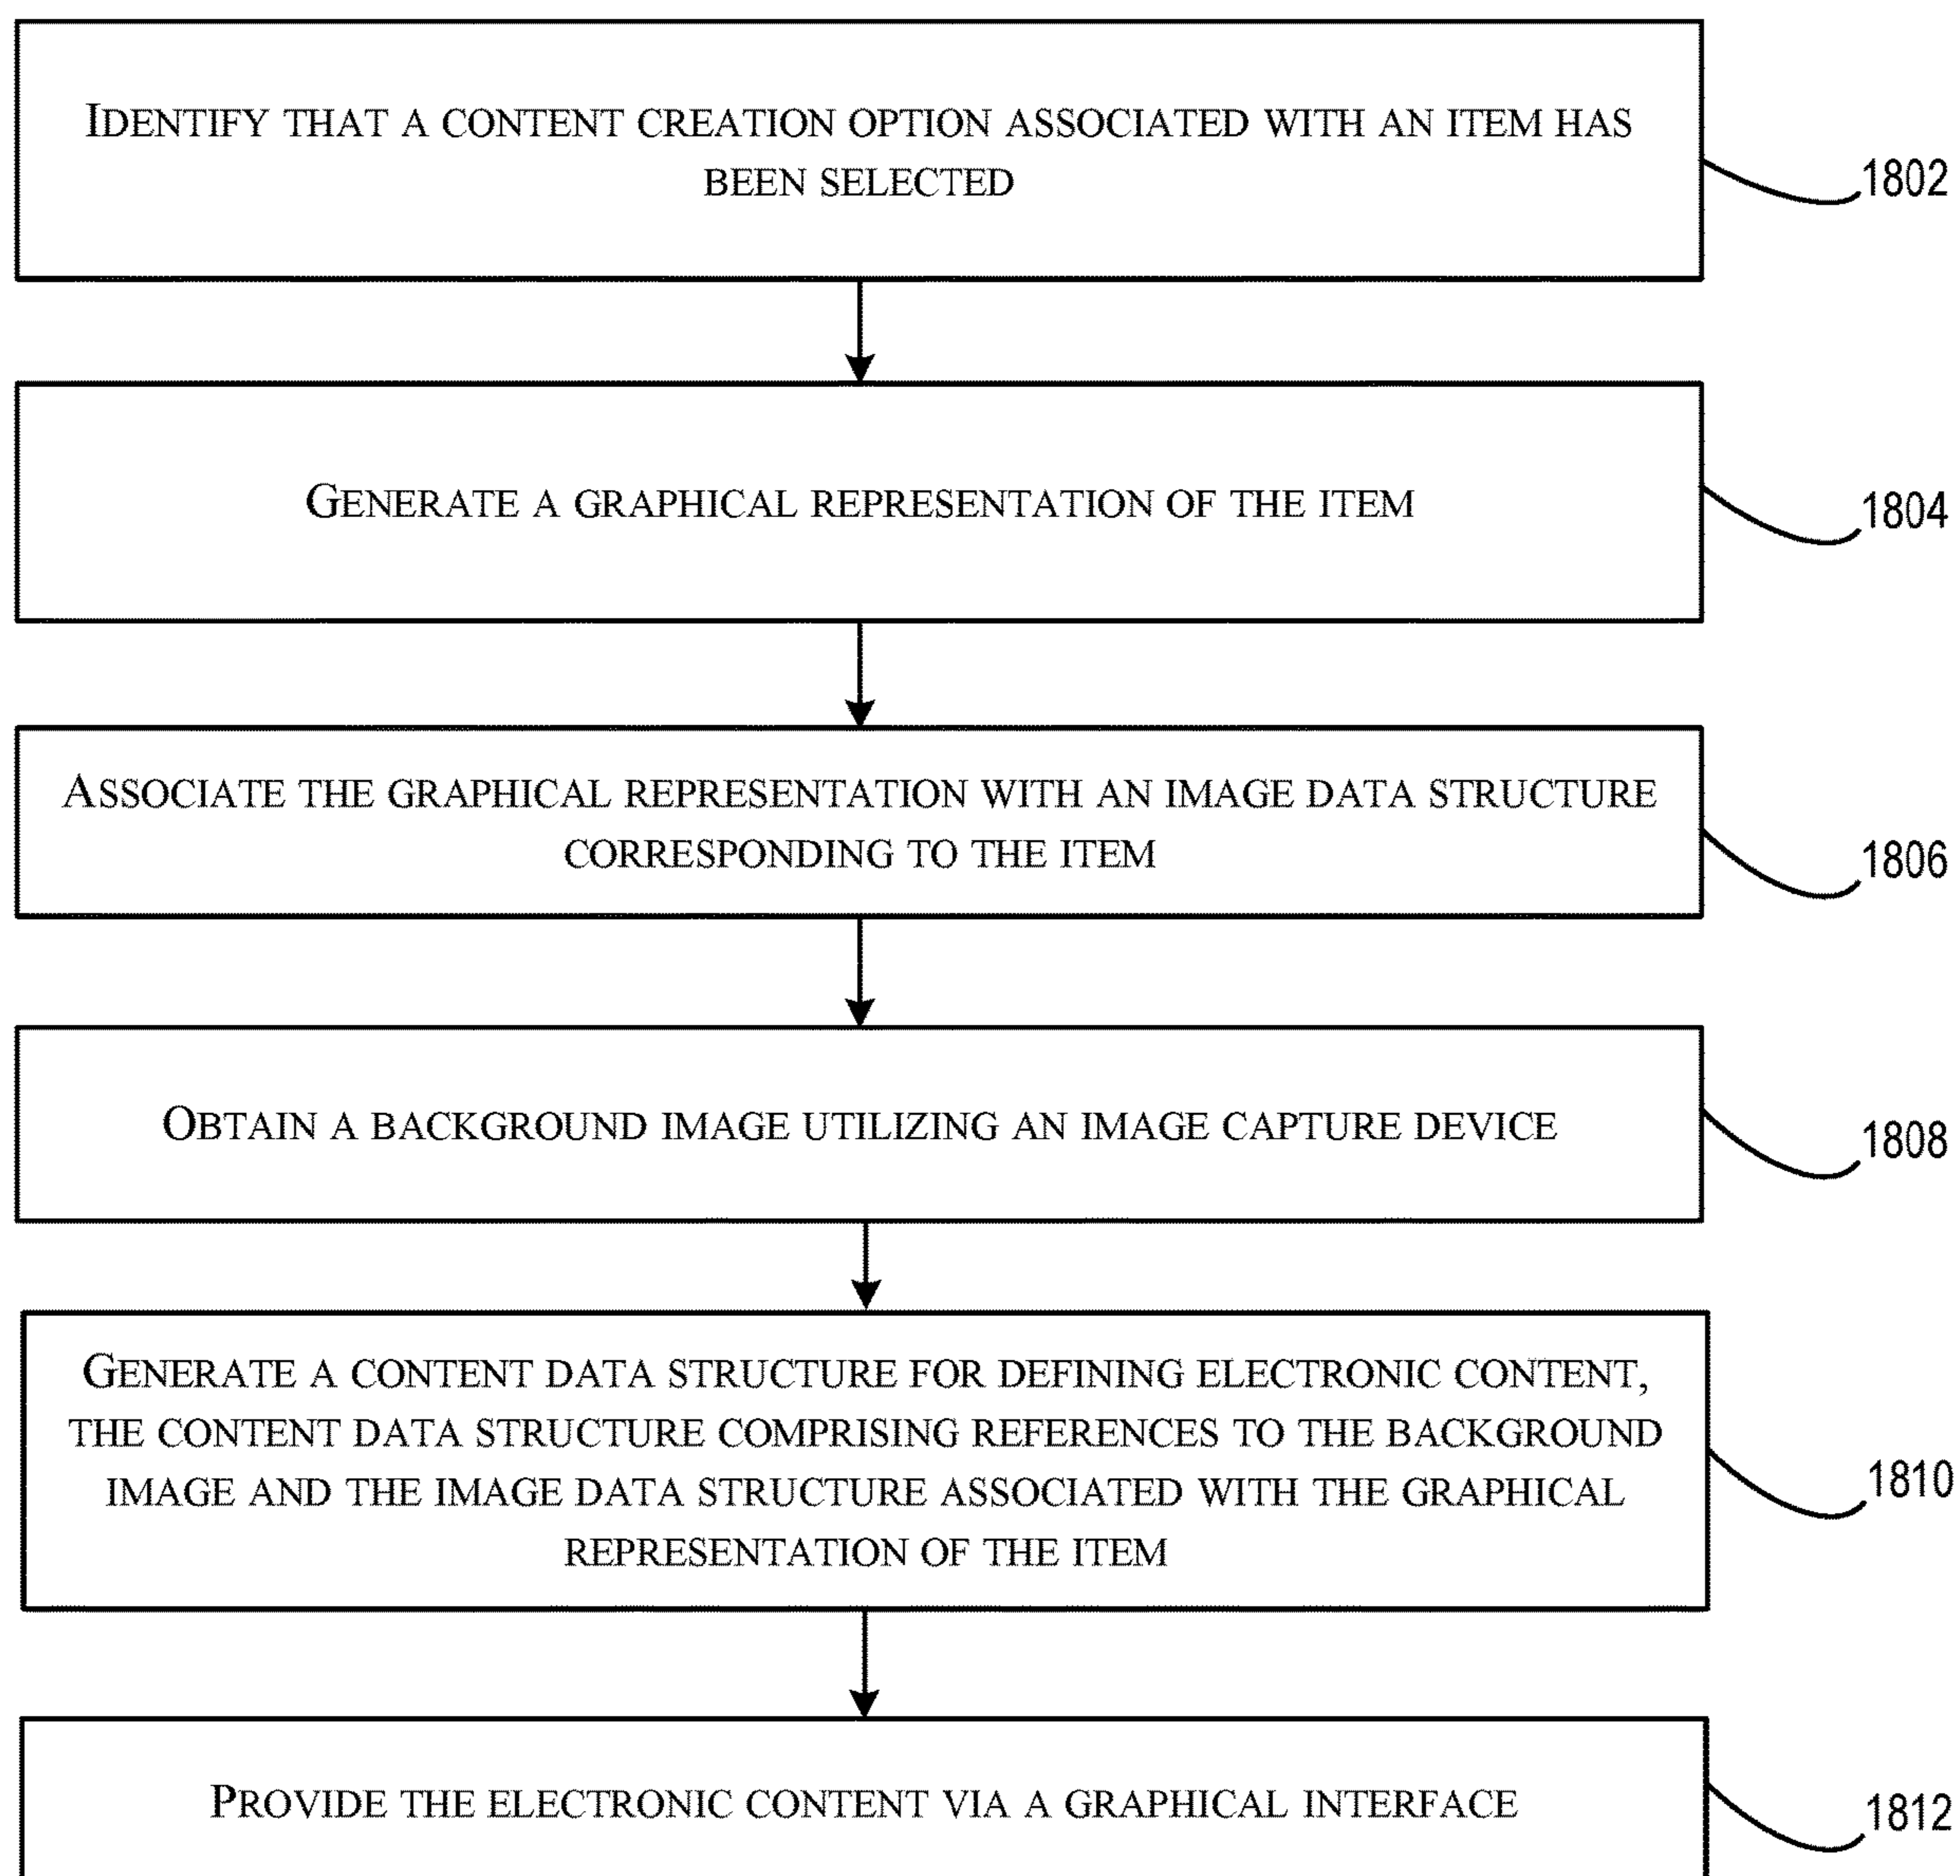 IDENTIFY THAT A CONTENT CREATION OPTION ASSOCIATED WITH AN ITEM HAS
BEEN SELECTED
1802
GENERATE A GRAPHICAL REPRESENTATION OF THE ITEM
1804
ASSOCIATE THE GRAPHICAL REPRESENTATION WITH AN IMAGE DATA STRUCTURE
CORRESPONDING TO THE ITEM
1806
OBTAIN A BACKGROUND IMAGE UTILIZING AN IMAGE CAPTURE DEVICE
1808
GENERATE A CONTENT DATA STRUCTURE FOR DEFINING ELECTRONIC CONTENT,
THE CONTENT DATA STRUCTURE COMPRISING REFERENCES TO THE BACKGROUND
IMAGE AND THE IMAGE DATA STRUCTURE ASSOCIATED WITH THE GRAPHICAL
REPRESENTATION OF THE ITEM
1810
PROVIDE THE ELECTRONIC CONTENT VIA A GRAPHICAL INTERFACE
1812